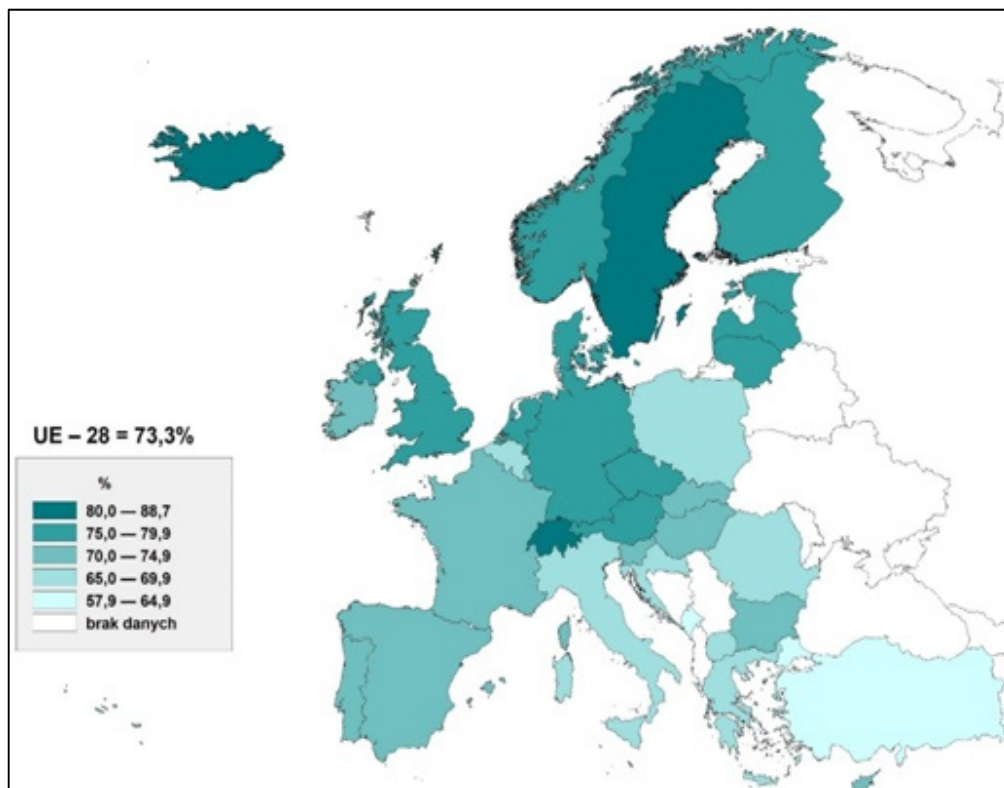 UE – 28 = 73,3%
%
80,0 — 88,7
75,0 — 79,9
70,0 — 74,9
65,0 — 69,9
57,9 — 64,9
brak danych